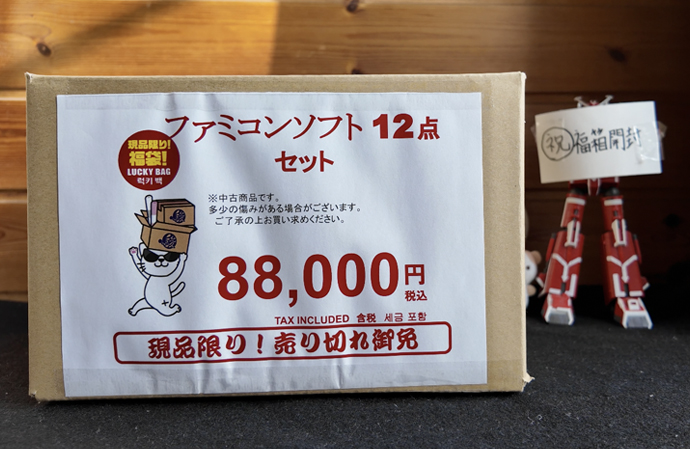 ファミコンソフト 12点
セット
現品限り!
福袋!
LUCKY BAG
럭키 백
※中古商品です。
多少の傷みがある場合がございます。
ご了承の上お買い求めください。
88,000円
税込
TAX INCLUDED 含税 세금 포함
現品限り!売り切れ御免
祝 福箱開封